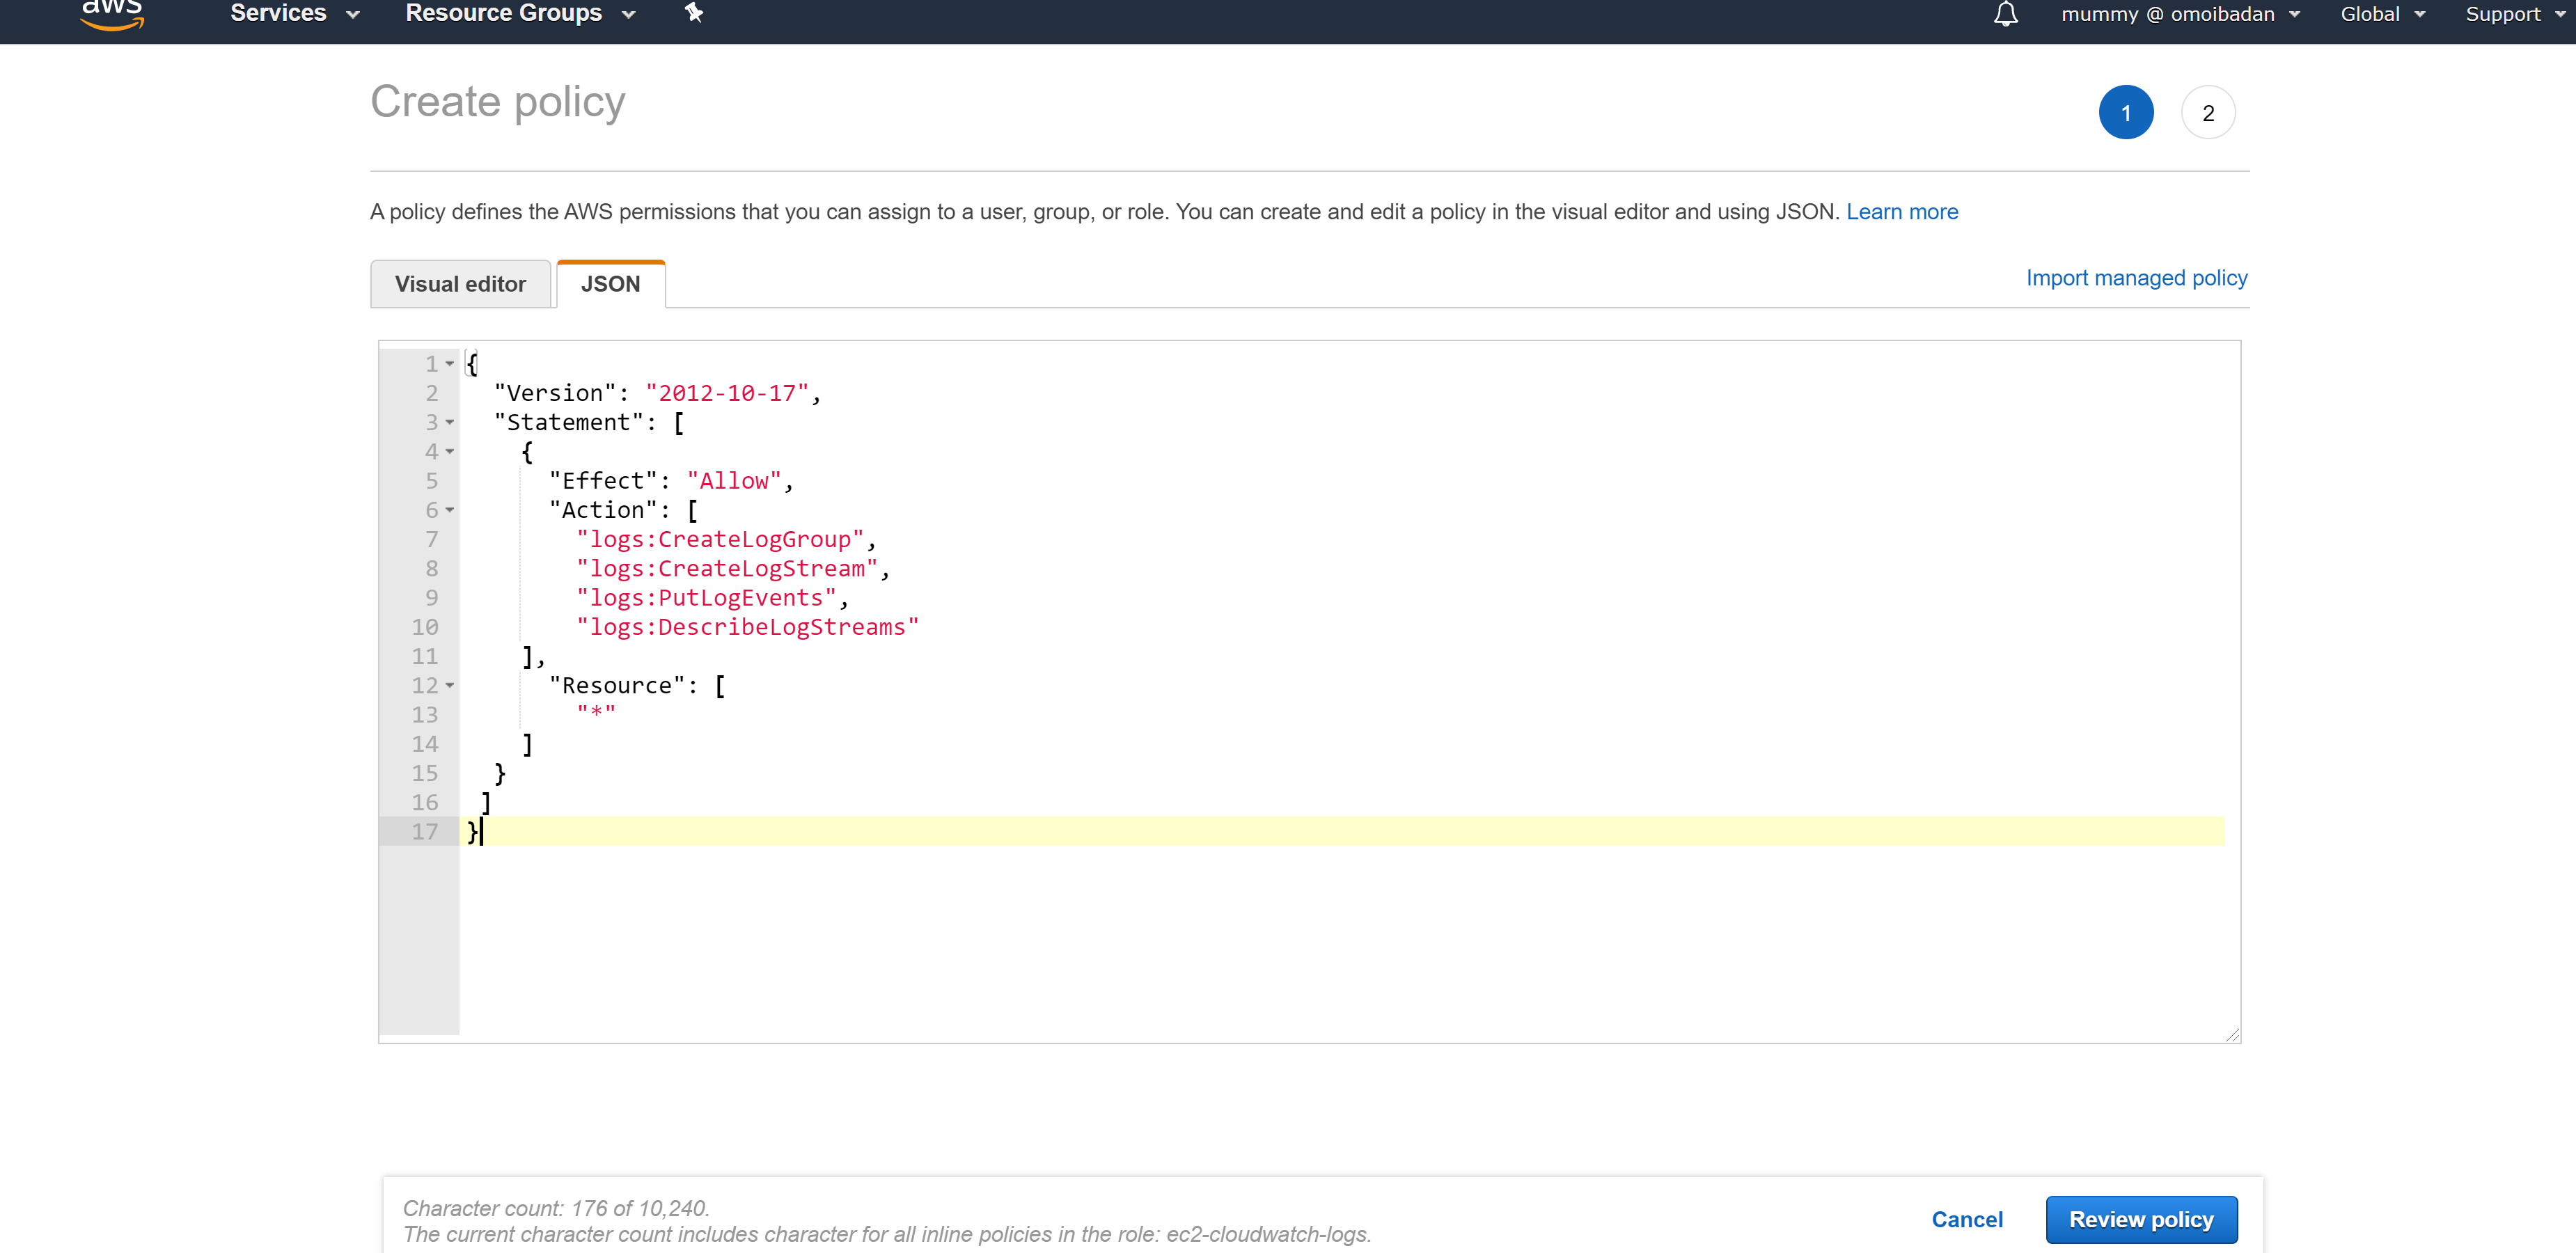 aws Services Resource Groups mummy @ omoibadan Global Support
Create policy
1 2
A policy defines the AWS permissions that you can assign to a user, group, or role. You can create and edit a policy in the visual editor and using JSON. Learn more
Visual editor JSON Import managed policy
1 {
2 "Version": "2012-10-17",
3 "Statement": [
4 {
5 "Effect": "Allow",
6 "Action": [
7 "logs:CreateLogGroup",
8 "logs:CreateLogStream",
9 "logs:PutLogEvents",
10 "logs:DescribeLogStreams"
11 ],
12 "Resource": [
13 "*"
14 ]
15 }
16 ]
17 }
Character count: 176 of 10,240.
The current character count includes character for all inline policies in the role: ec2-cloudwatch-logs.
Cancel Review policy